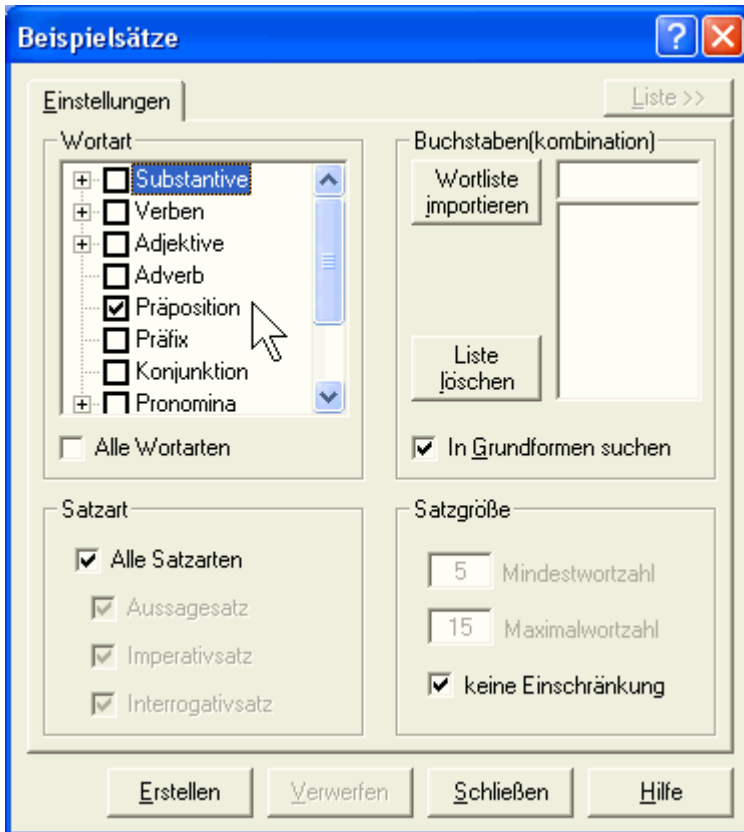 Beispielsätze
Einstellungen
Liste >>
Wortart
Substantive
Verben
Adjektive
Adverb
Präposition
Präfix
Konjunktion
Pronomina
Alle Wortarten
Buchstaben(kombination)
Wortliste
importieren
Liste
löschen
In Grundformen suchen
Satzart
Alle Satzarten
Aussagesatz
Imperativsatz
Interrogativsatz
Satzgröße
5 Mindestwortzahl
15 Maximalwortzahl
keine Einschränkung
Erstellen
Verwerfen
Schließen
Hilfe